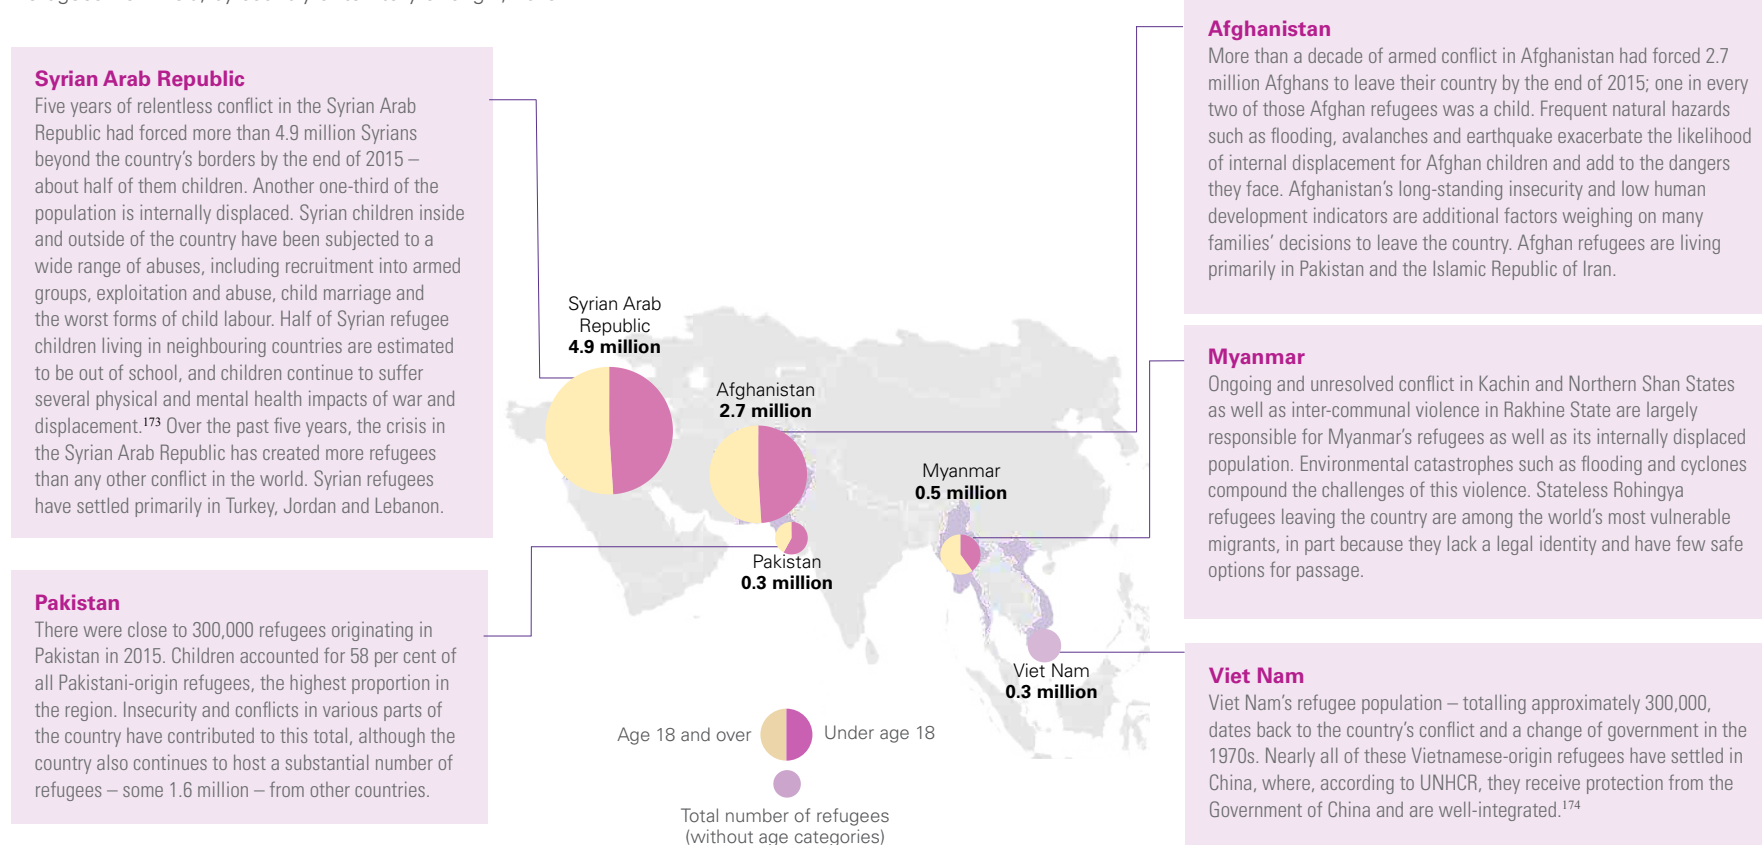 Syrian Arab Republic
Five years of relentless conflict in the Syrian Arab
Republic had forced more than 4.9 million Syrians
beyond the country's borders by the end of 2015 –
about half of them children. Another one-third of the
population is internally displaced. Syrian children inside
and outside of the country have been subjected to a
wide range of abuses, including recruitment into armed
groups, exploitation and abuse, child marriage and
the worst forms of child labour. Half of Syrian refugee
children living in neighbouring countries are estimated
to be out of school, and children continue to suffer
several physical and mental health impacts of war and
displacement.173 Over the past five years, the crisis in
the Syrian Arab Republic has created more refugees
than any other conflict in the world. Syrian refugees
have settled primarily in Turkey, Jordan and Lebanon.
Pakistan
There were close to 300,000 refugees originating in
Pakistan in 2015. Children accounted for 58 per cent of
all Pakistani-origin refugees, the highest proportion in
the region. Insecurity and conflicts in various parts of
the country have contributed to this total, although the
country also continues to host a substantial number of
refugees – some 1.6 million – from other countries.
Syrian Arab
Republic
4.9 million
Afghanistan
2.7 million
Myanmar
0.5 million
Pakistan
0.3 million
Viet Nam
0.3 million
Age 18 and over
Under age 18
Total number of refugees
(without age categories)
Afghanistan
More than a decade of armed conflict in Afghanistan had forced 2.7
million Afghans to leave their country by the end of 2015; one in every
two of those Afghan refugees was a child. Frequent natural hazards
such as flooding, avalanches and earthquake exacerbate the likelihood
of internal displacement for Afghan children and add to the dangers
they face. Afghanistan's long-standing insecurity and low human
development indicators are additional factors weighing on many
families' decisions to leave the country. Afghan refugees are living
primarily in Pakistan and the Islamic Republic of Iran.
Myanmar
Ongoing and unresolved conflict in Kachin and Northern Shan States
as well as inter-communal violence in Rakhine State are largely
responsible for Myanmar's refugees as well as its internally displaced
population. Environmental catastrophes such as flooding and cyclones
compound the challenges of this violence. Stateless Rohingya
refugees leaving the country are among the world's most vulnerable
migrants, in part because they lack a legal identity and have few safe
options for passage.
Viet Nam
Viet Nam's refugee population – totalling approximately 300,000,
dates back to the country's conflict and a change of government in the
1970s. Nearly all of these Vietnamese-origin refugees have settled in
China, where, according to UNHCR, they receive protection from the
Government of China and are well-integrated.174